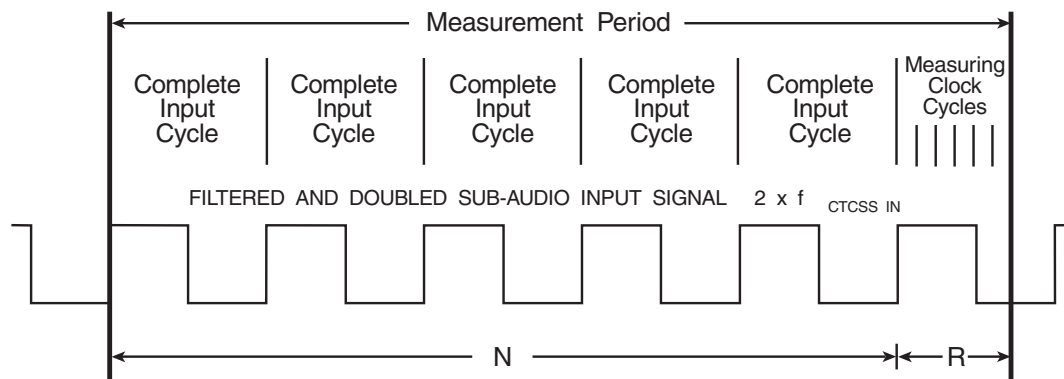 Measurement Period
Complete
Input
Cycle
Complete
Input
Cycle
Complete
Input
Cycle
Complete
Input
Cycle
Complete
Input
Cycle
Measuring
Clock
Cycles
FILTERED AND DOUBLED SUB-AUDIO INPUT SIGNAL 2 x f CTCSS IN
N
R